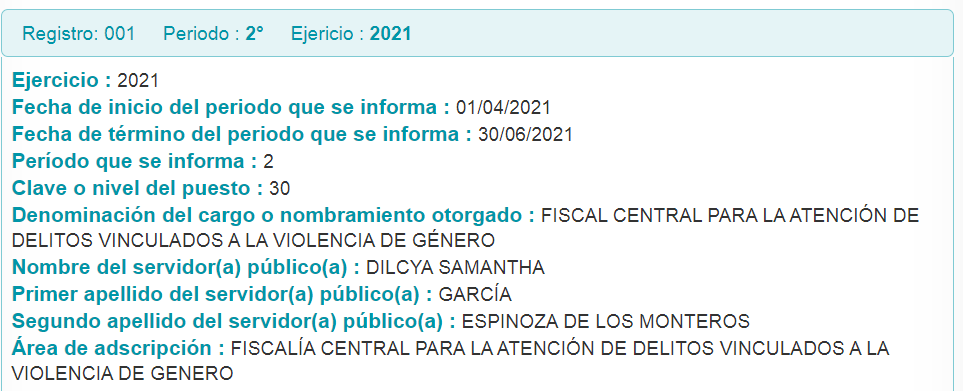 Registro: 001 Periodo : 2° Ejericio : 2021
Ejercicio : 2021
Fecha de inicio del periodo que se informa : 01/04/2021
Fecha de término del periodo que se informa : 30/06/2021
Período que se informa : 2
Clave o nivel del puesto : 30
Denominación del cargo o nombramiento otorgado : FISCAL CENTRAL PARA LA ATENCIÓN DE
DELITOS VINCULADOS A LA VIOLENCIA DE GÉNERO
Nombre del servidor(a) público(a) : DILCYA SAMANTHA
Primer apellido del servidor(a) público(a) : GARCÍA
Segundo apellido del servidor(a) público(a) : ESPINOZA DE LOS MONTEROS
Área de adscripción : FISCALÍA CENTRAL PARA LA ATENCIÓN DE DELITOS VINCULADOS A LA
VIOLENCIA DE GENERO